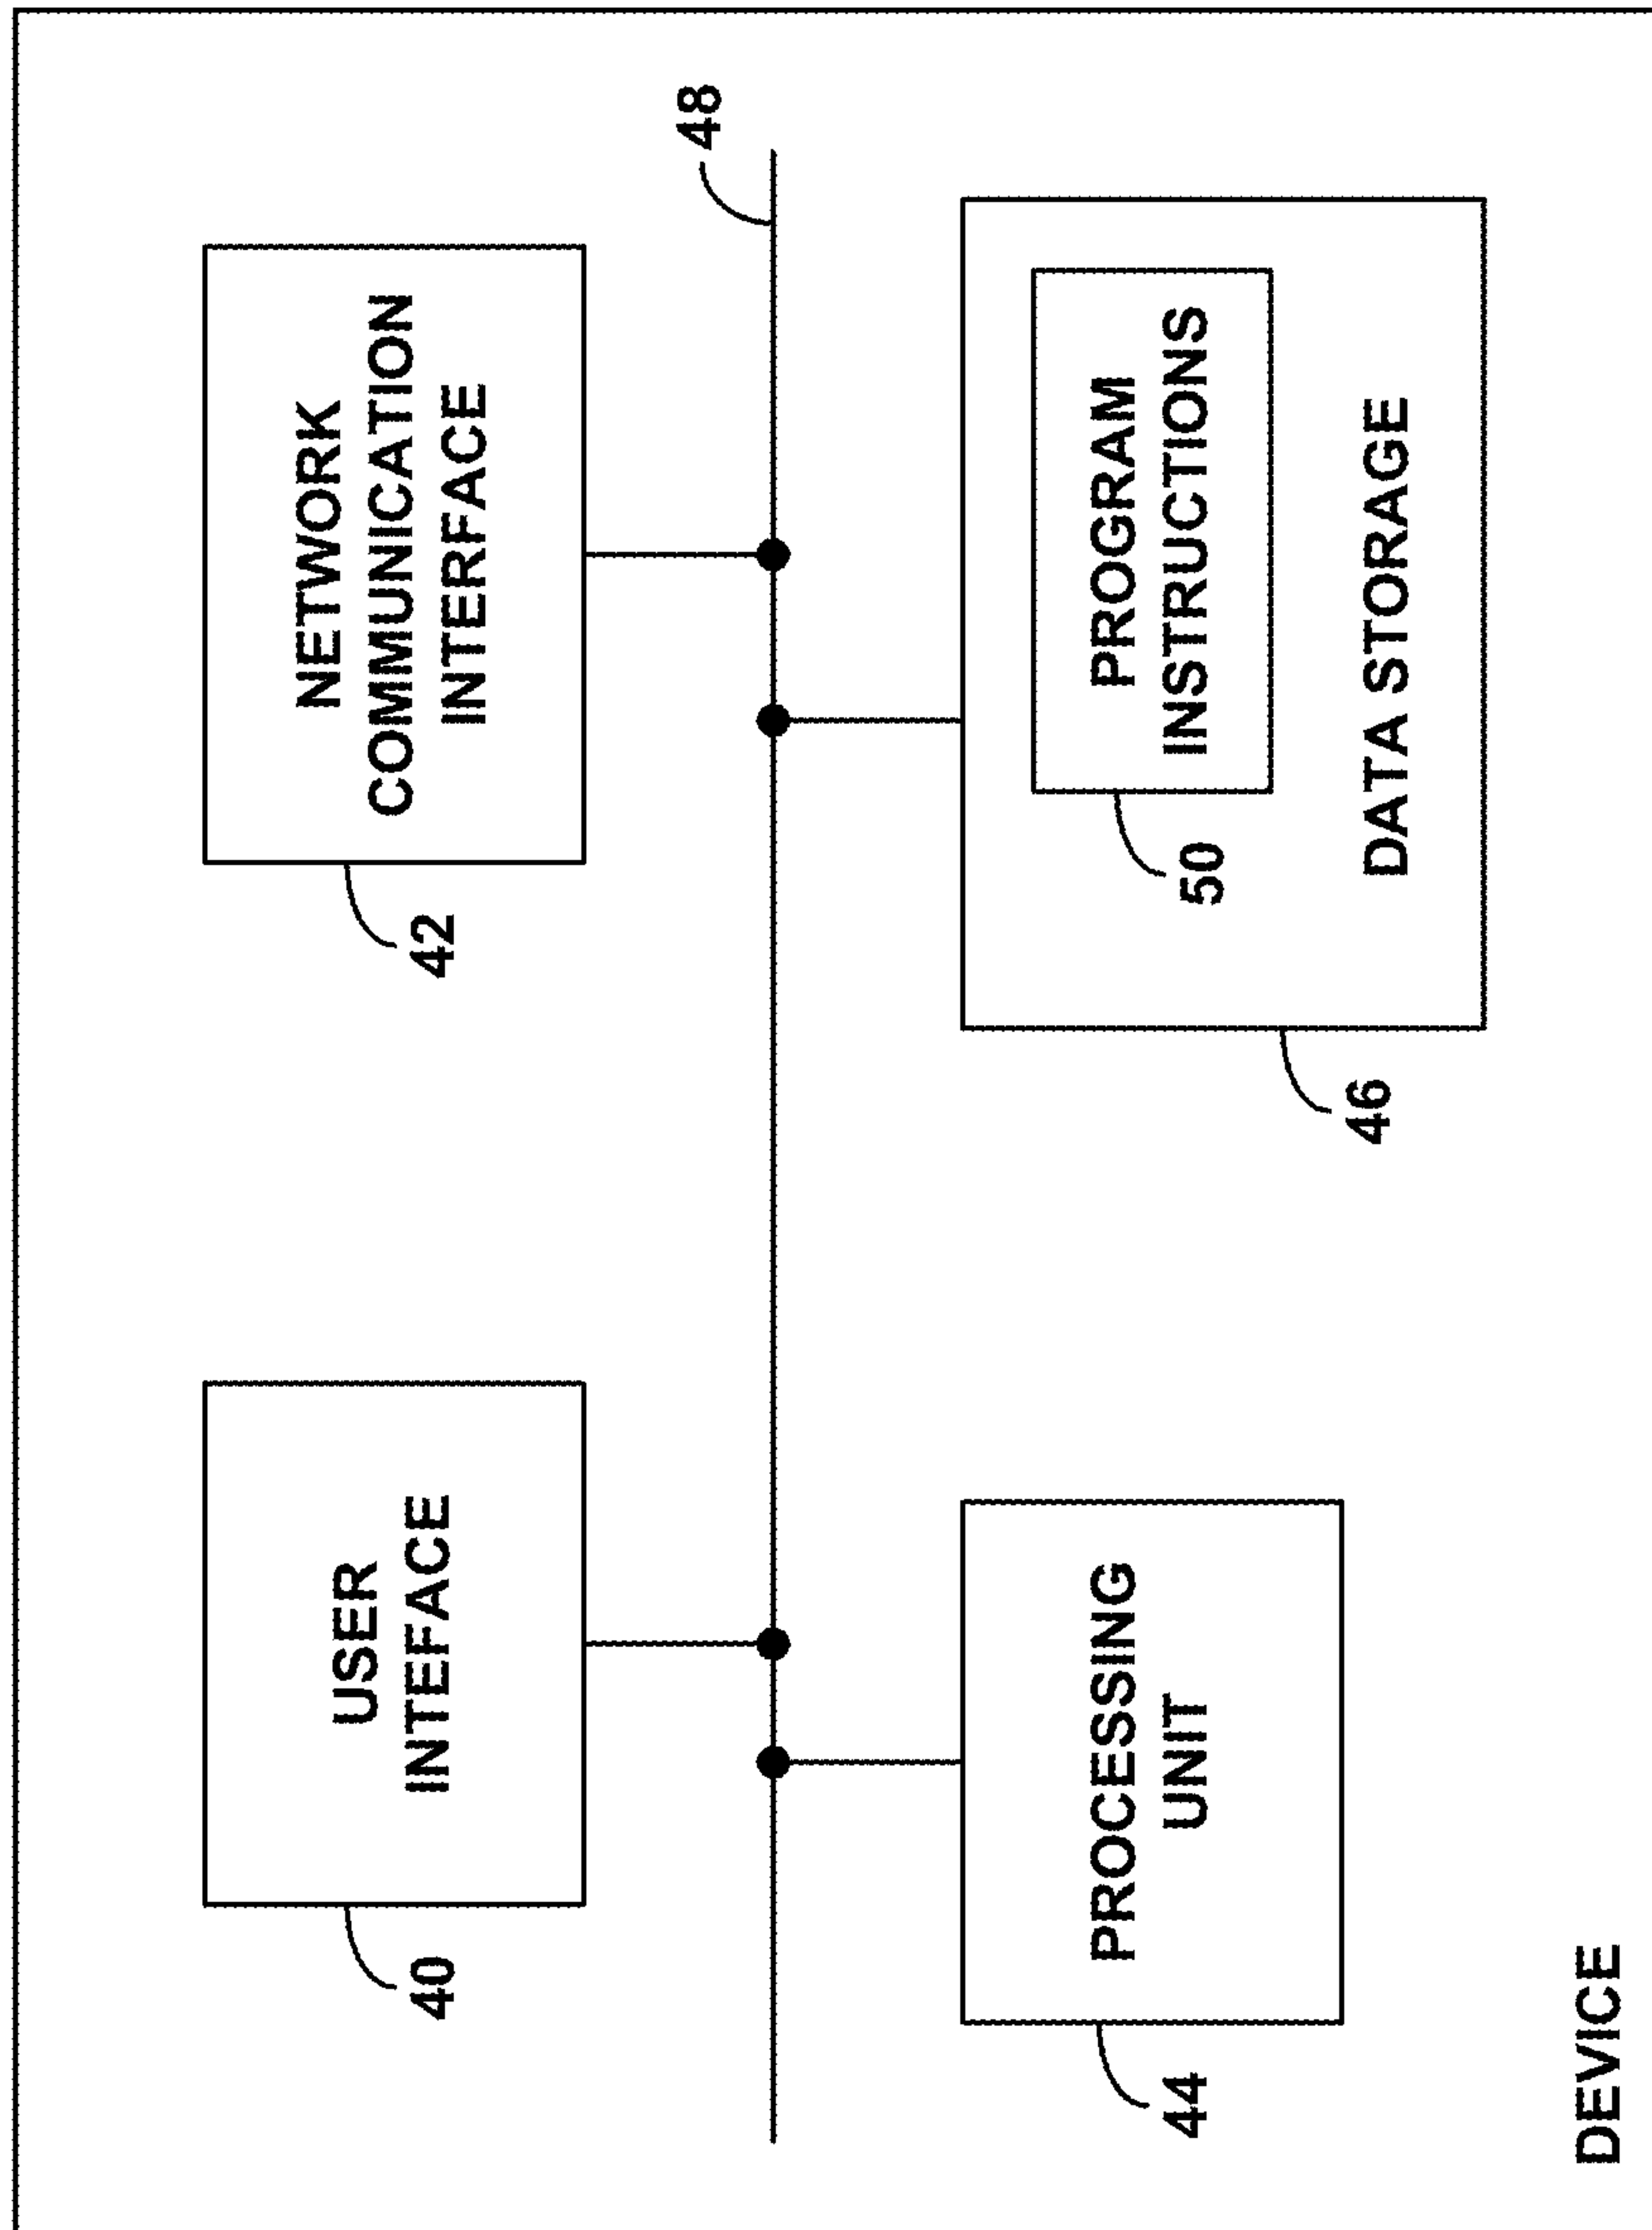 USER
INTEFACE
40
NETWORK
COMMUNICATION
INTERFACE
42
48
PROCESSING
UNIT
44
PROGRAM
INSTRUCTIONS
50
DATA STORAGE
46
DEVICE